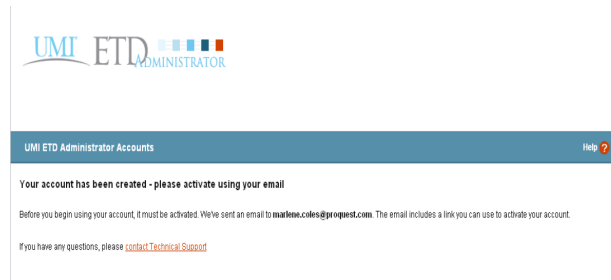 UMI ETD ADMINISTRATOR
UMI ETD Administrator Accounts Help ?
Your account has been created - please activate using your email
Before you begin using your account, it must be activated. We've sent an email to marlene.coles@proquest.com. The email includes a link you can use to activate your account.
If you have any questions, please contact Technical Support